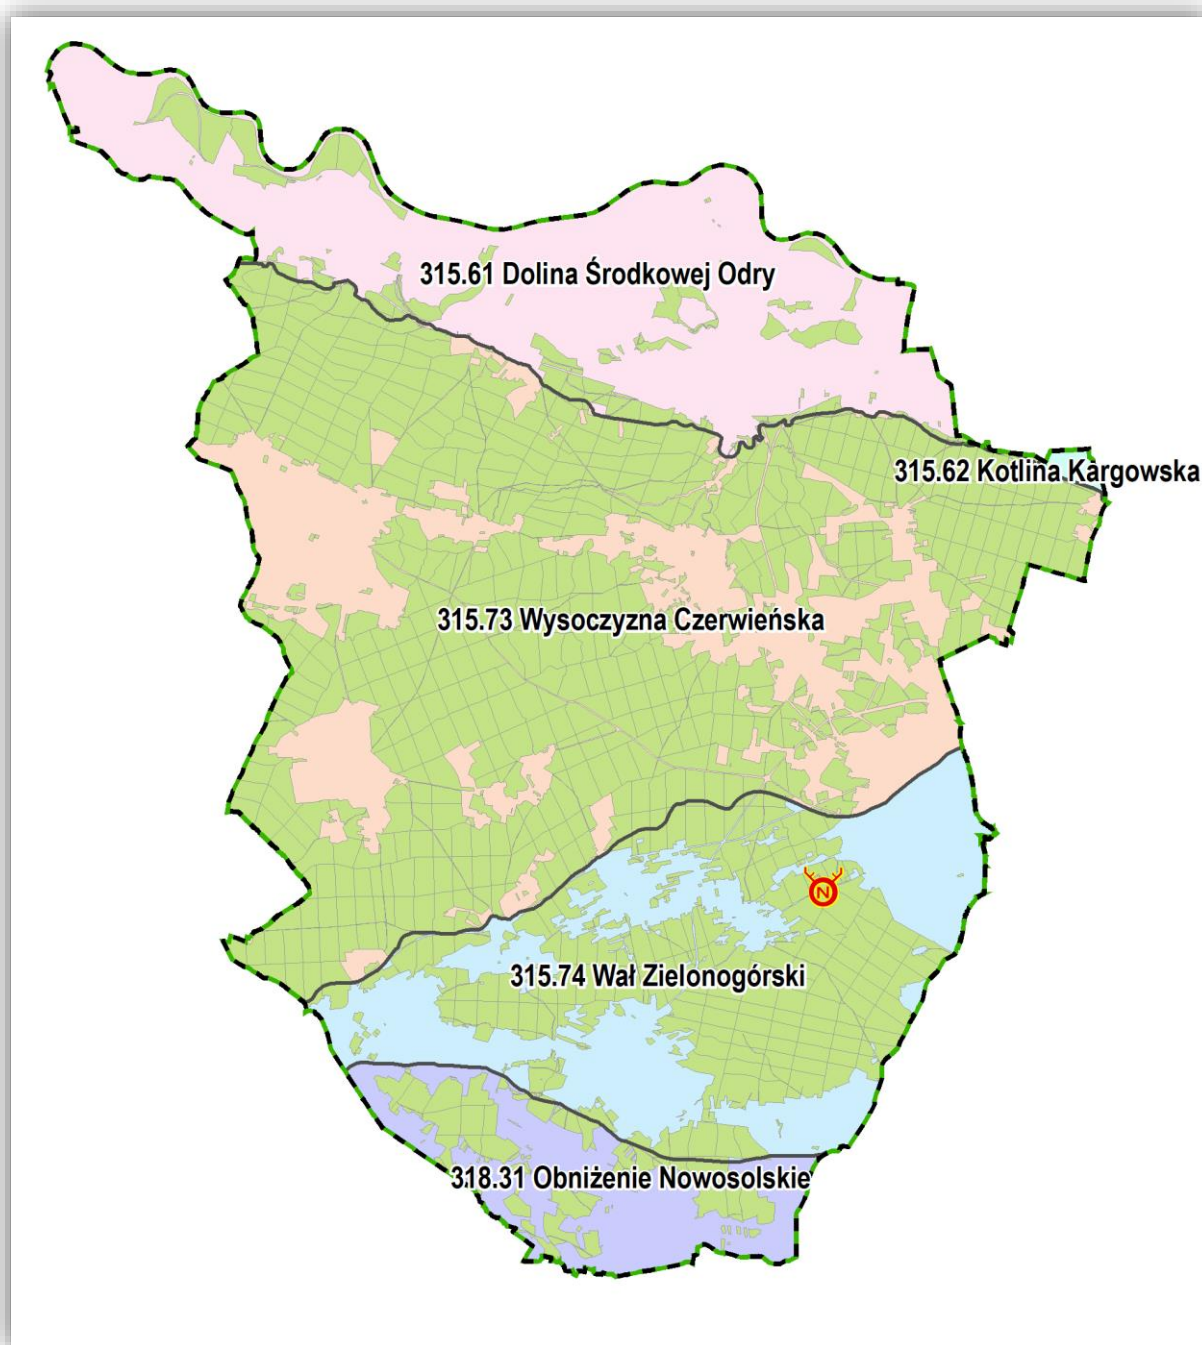 315.61 Dolina Środkowej Odry
315.62 Kotlina Kargowska
315.73 Wysoczyzna Czerwieńska
N
315.74 Wał Zielonogórski
318.31 Obniżenie Nowosolskie